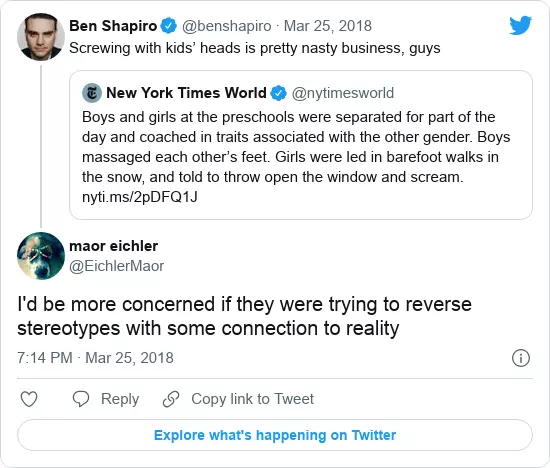 Ben Shapiro @benshapiro · Mar 25, 2018
Screwing with kids’ heads is pretty nasty business, guys
New York Times World @nytimesworld
Boys and girls at the preschools were separated for part of the
day and coached in traits associated with the other gender. Boys
massaged each other’s feet. Girls were led in barefoot walks in
the snow, and told to throw open the window and scream.
nyti.ms/2pDFQ1J
maor eichler
@EichlerMaor
I'd be more concerned if they were trying to reverse
stereotypes with some connection to reality
7:14 PM · Mar 25, 2018
Reply Copy link to Tweet
Explore what's happening on Twitter